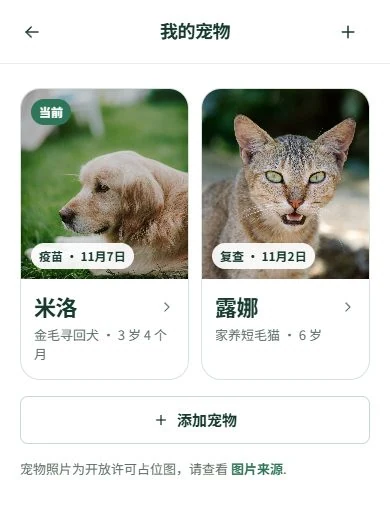 我的宠物
当前
疫苗 · 11月7日
复查 · 11月2日
米洛
金毛寻回犬 · 3 岁 4 个
月
露娜
家养短毛猫 · 6 岁
添加宠物
宠物照片为开放许可占位图，请查看 图片来源.